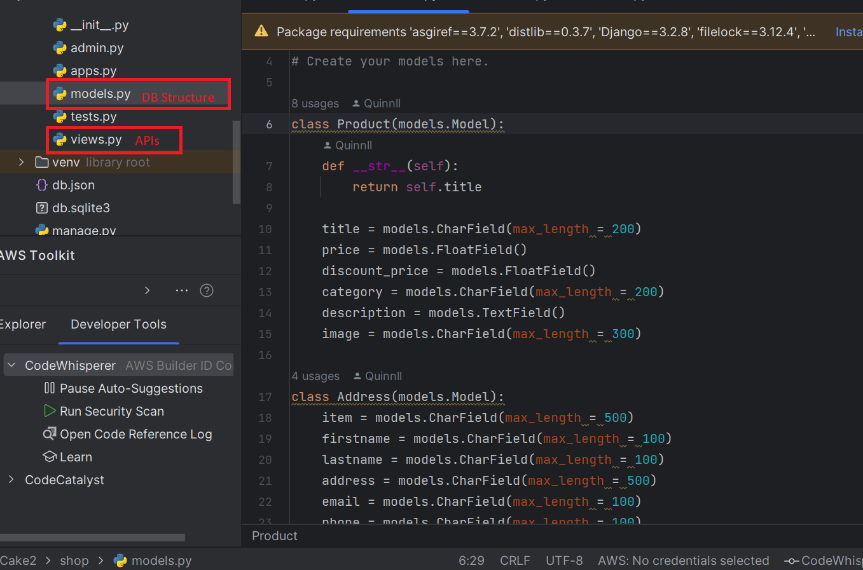 __init__.py
admin.py
apps.py
models.py DB Structure
tests.py
views.py APIs
venv library root
db.json
db.sqlite3
manage.py
AWS Toolkit
Explorer Developer Tools
CodeWhisperer AWS Builder ID Co
Pause Auto-Suggestions
Run Security Scan
Open Code Reference Log
Learn
CodeCatalyst
Package requirements 'asgiref==3.7.2', 'distlib==0.3.7', 'Django==3.2.8', 'filelock==3.12.4', '... Insta
4 # Create your models here.
5
8 usages Quinnll
6 class Product(models.Model):
Quinnll
7 def __str__(self):
8 return self.title
9
10 title = models.CharField(max_length = 200)
11 price = models.FloatField()
12 discount_price = models.FloatField()
13 category = models.CharField(max_length = 200)
14 description = models.TextField()
15 image = models.CharField(max_length = 300)
16
4 usages Quinnll
17 class Address(models.Model):
18 item = models.CharField(max_length = 500)
19 firstname = models.CharField(max_length = 100)
20 lastname = models.CharField(max_length = 100)
21 address = models.CharField(max_length = 500)
22 email = models.CharField(max_length = 100)
23 phone = models.CharField(max_length = 100)
Product
Cake2 > shop > models.py 6:29 CRLF UTF-8 AWS: No credentials selected CodeWhisp